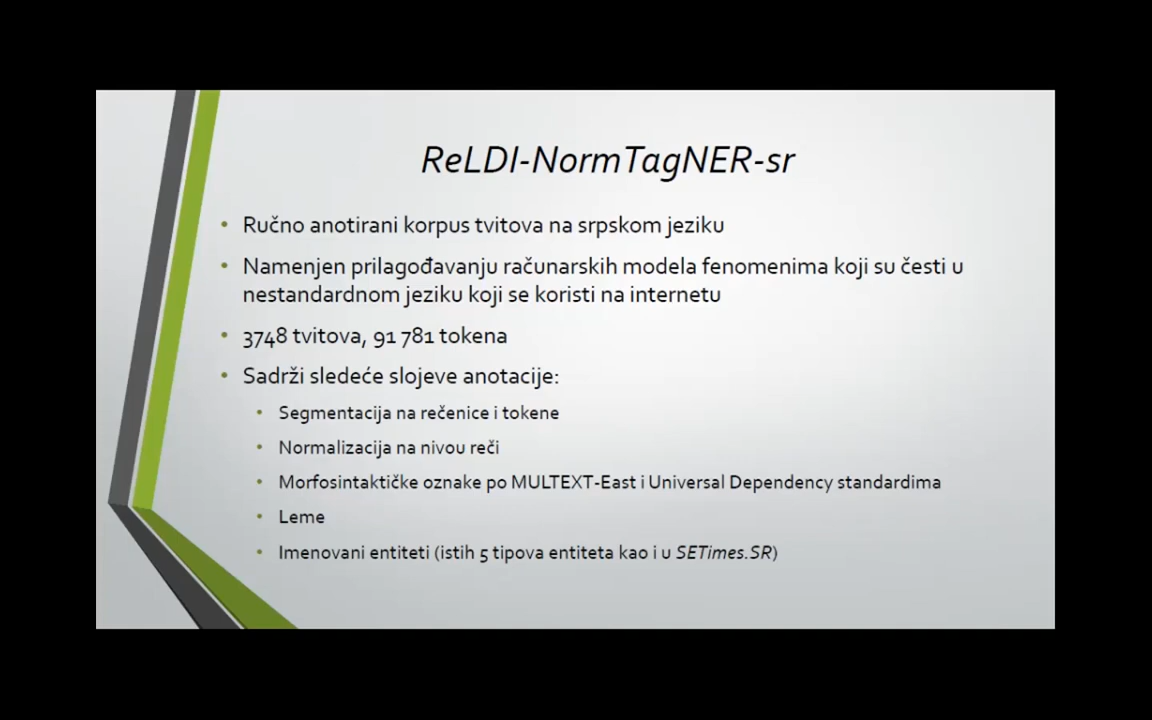 ReLDI-NormTagNER-sr
• Ručno anotirani korpus tvitova na srpskom jeziku
• Namenjen prilagođavanju računarskih modela fenomenima koji su česti u
nestandardnom jeziku koji se koristi na internetu
• 3748 tvitova, 91 781 tokena
• Sadrži sledeće slojeve anotacije:
• Segmentacija na rečenice i tokene
• Normalizacija na nivou reči
• Morfosintaktičke oznake po MULTEXT-East i Universal Dependency standardima
• Leme
• Imenovani entiteti (istih 5 tipova entiteta kao i u SETimes.SR)